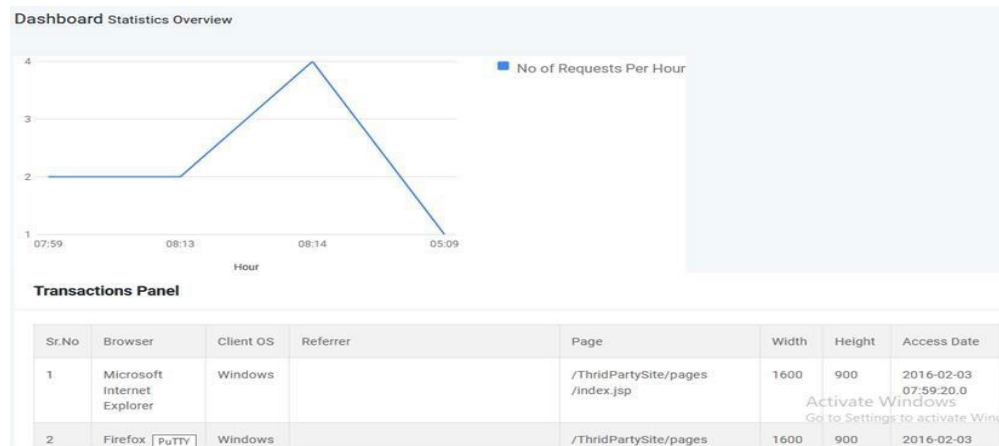 Dashboard Statistics Overview
4
No of Requests Per Hour
3
2
1
07:59 08:13 08:14 05:09
Hour
Transactions Panel
Sr.No Browser Client OS Referrer Page Width Height Access Date
1 Microsoft Windows /ThridPartySite/pages 1600 900 2016-02-03
Internet /index.jsp 07:59:20.0
Explorer
Activate Windows
Go to Settings to activate
2 Firefox PuTTY Windows /ThridPartySite/pages 1600 900 2016-02-03